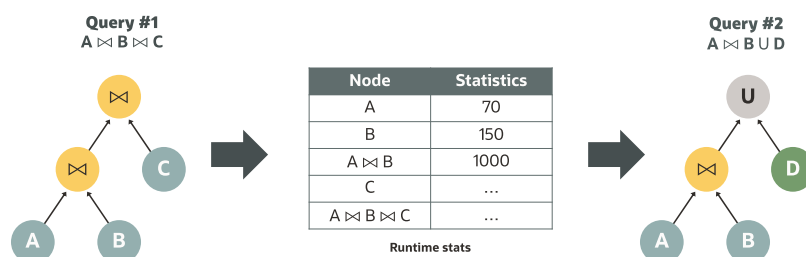 Query #1
A ⋈ B ⋈ C
⋈
⋈
C
A
B
Node Statistics
A 70
B 150
A ⋈ B 1000
C ...
A ⋈ B ⋈ C ...
Runtime stats
Query #2
A ⋈ B U D
U
⋈
D
A
B